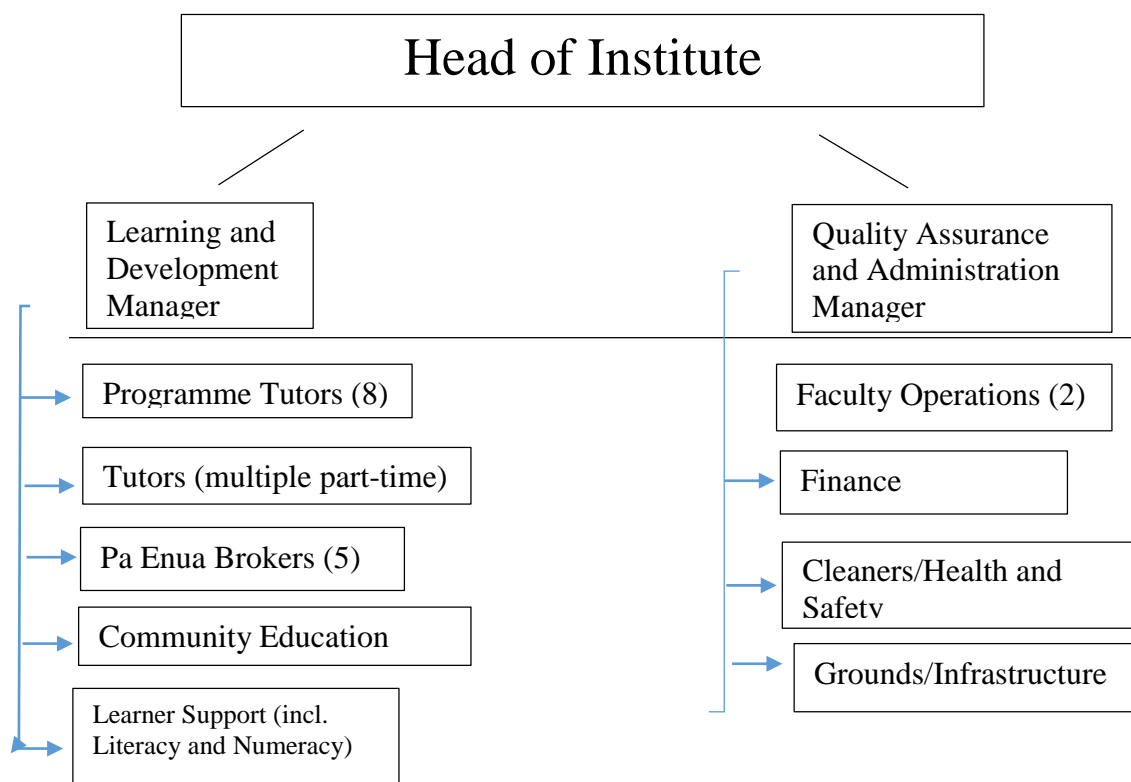 Head of Institute
Learning and
Development
Manager
Quality Assurance
and Administration
Manager
Programme Tutors (8)
Faculty Operations (2)
Tutors (multiple part-time)
Finance
Pa Enua Brokers (5)
Cleaners/Health and
Safety
Community Education
Grounds/Infrastructure
Learner Support (incl.
Literacy and Numeracy)